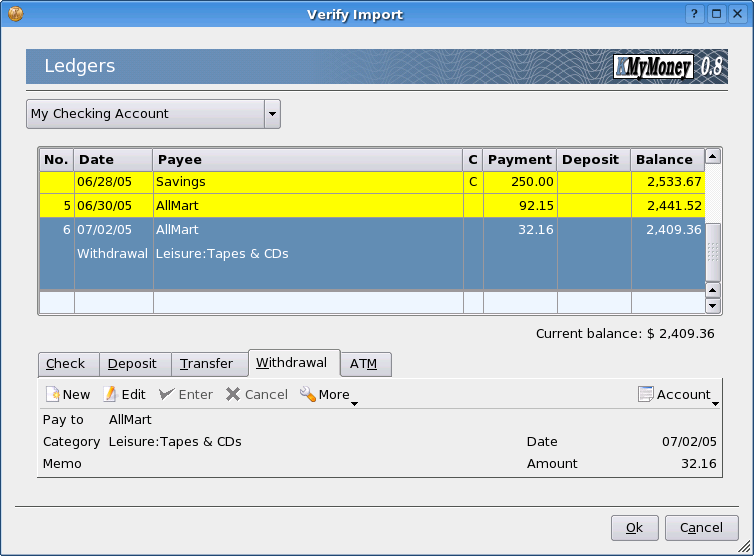 Verify Import
Ledgers KMyMoney 0.8
My Checking Account
No. Date Payee C Payment Deposit Balance
06/28/05 Savings C 250.00 2,533.67
5 06/30/05 AllMart 92.15 2,441.52
6 07/02/05 AllMart 32.16 2,409.36
Withdrawal Leisure:Tapes & CDs
Current balance: $ 2,409.36
Check Deposit Transfer Withdrawal ATM
New Edit Enter Cancel More Account
Pay to AllMart
Category Leisure:Tapes & CDs Date 07/02/05
Memo Amount 32.16
Ok Cancel